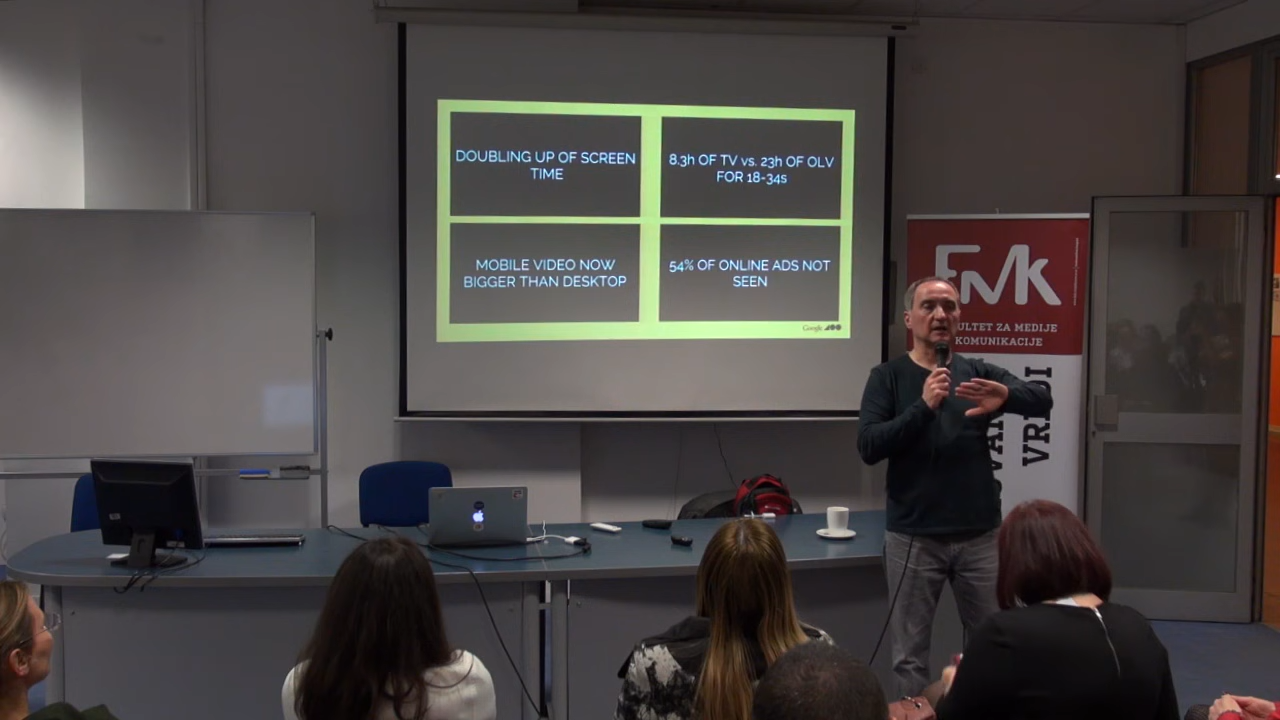 DOUBLING UP OF SCREEN
TIME
8.3h OF TV vs. 23h OF OLV
FOR 18-34s
MOBILE VIDEO NOW
BIGGER THAN DESKTOP
54% OF ONLINE ADS NOT
SEEN
Google
FMK
ULTET ZA MEDIJE
KOMUNIKACIJE